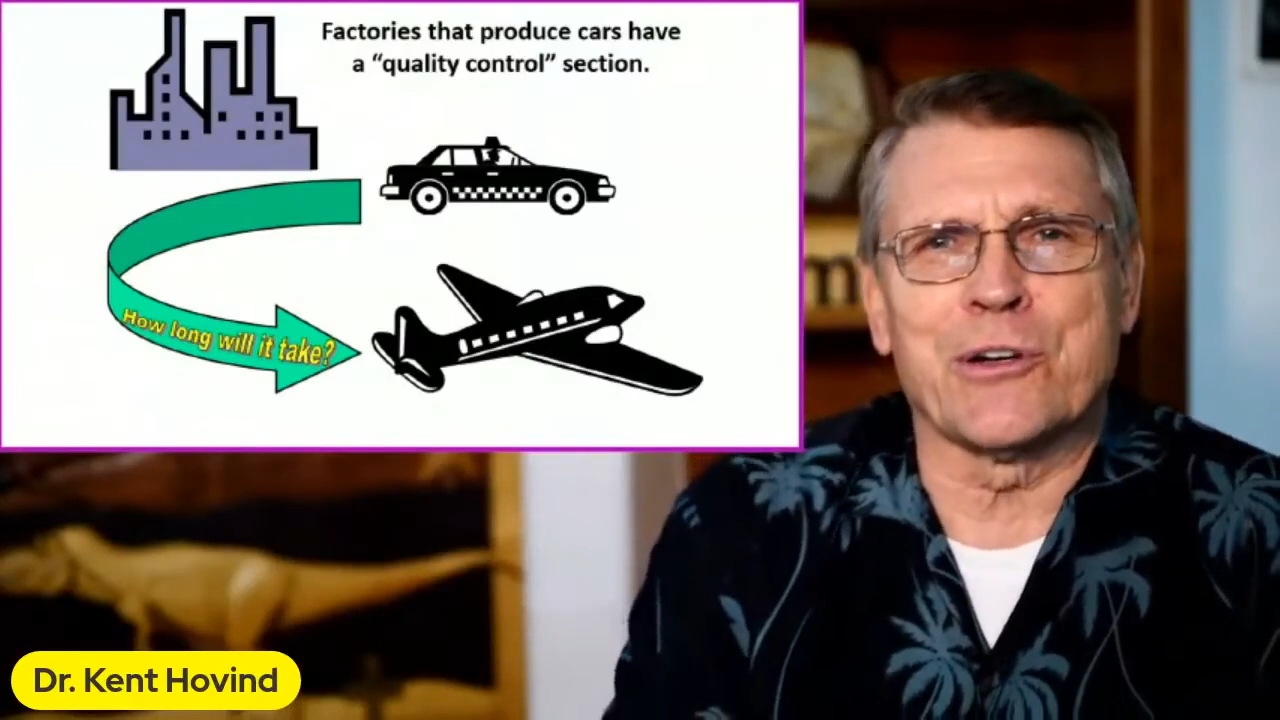 Factories that produce cars have
a “quality control” section.
How long will it take?
m
Dr. Kent Hovind